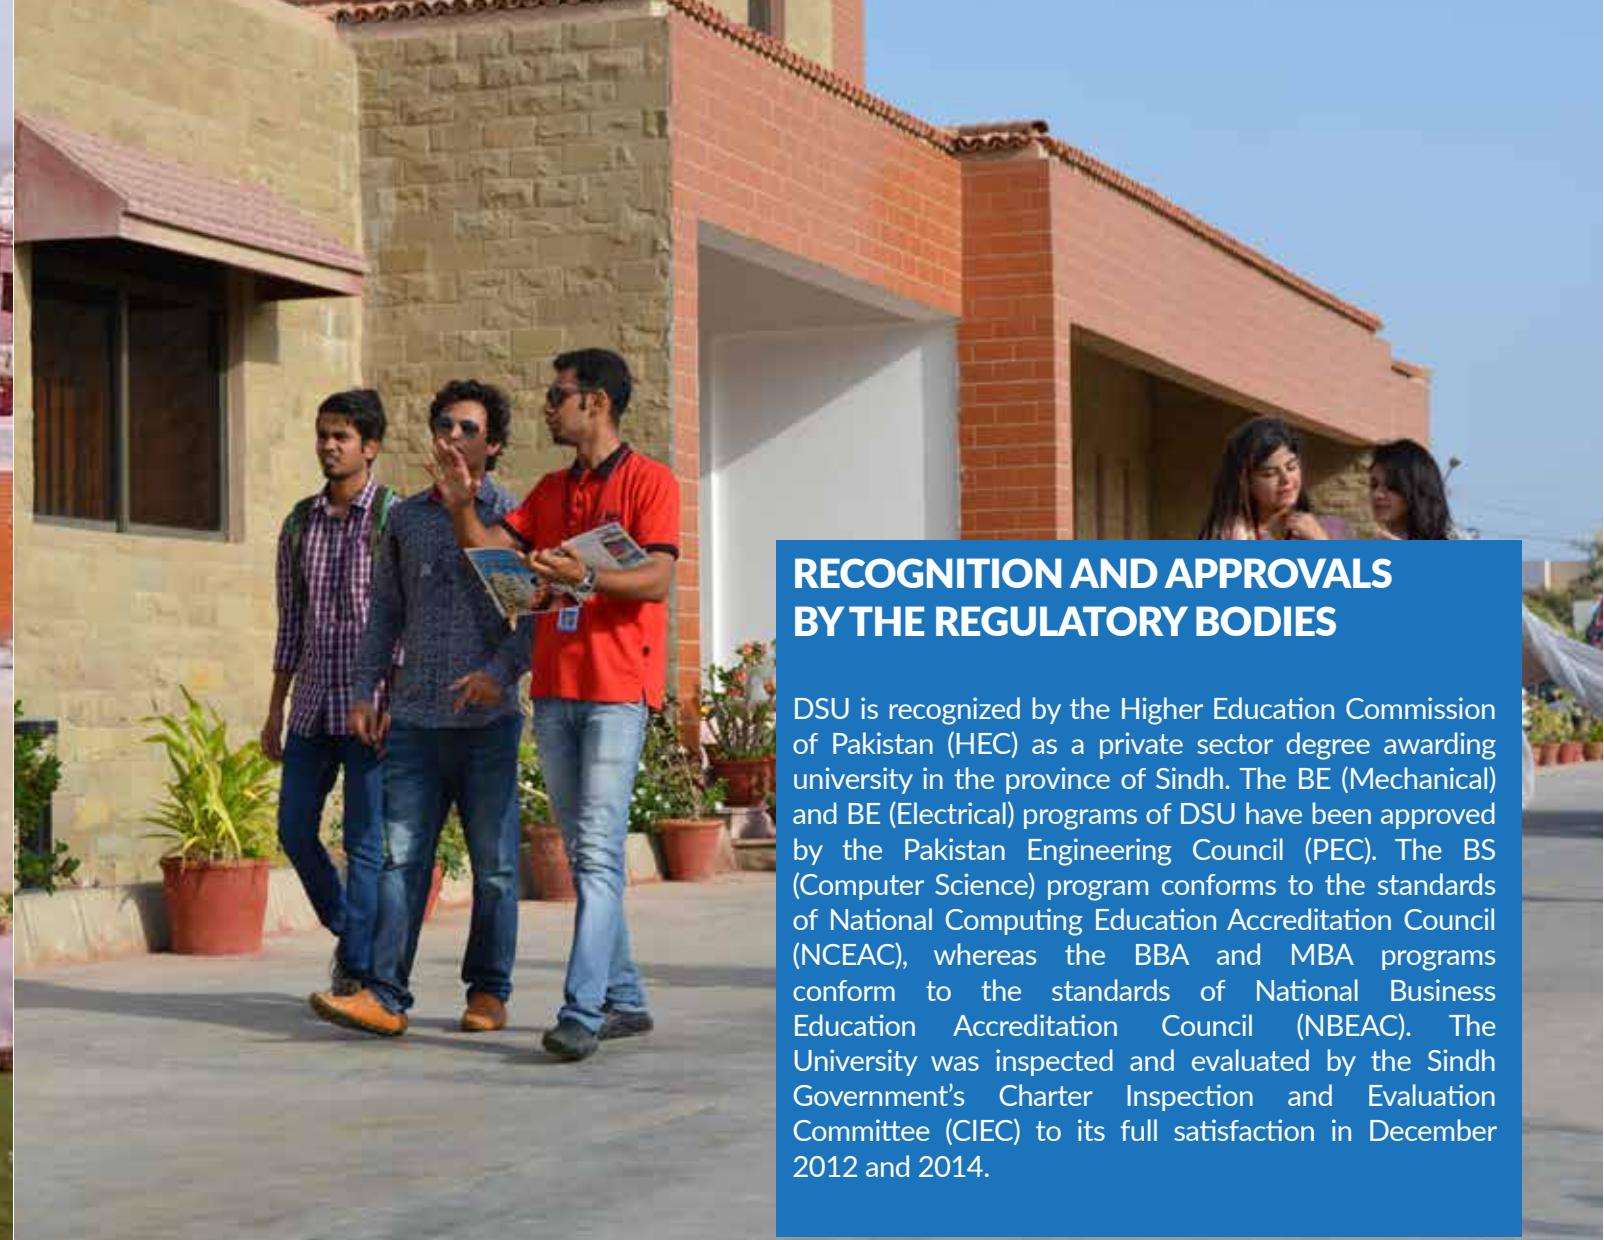 RECOGNITION AND APPROVALS
BY THE REGULATORY BODIES
DSU is recognized by the Higher Education Commission
of Pakistan (HEC) as a private sector degree awarding
university in the province of Sindh. The BE (Mechanical)
and BE (Electrical) programs of DSU have been approved
by the Pakistan Engineering Council (PEC). The BS
(Computer Science) program conforms to the standards
of National Computing Education Accreditation Council
(NCEAC), whereas the BBA and MBA programs
conform to the standards of National Business
Education Accreditation Council (NBEAC). The
University was inspected and evaluated by the Sindh
Government’s Charter Inspection and Evaluation
Committee (CIEC) to its full satisfaction in December
2012 and 2014.